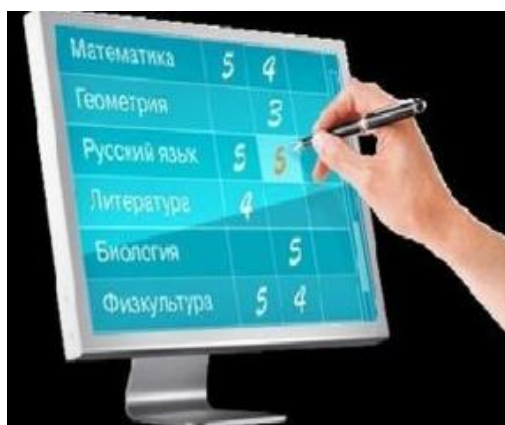 Математика 5 4
Геометрия 3
Русский язык 5 5
Литература 4
Биология 5
Физкультура 5 4